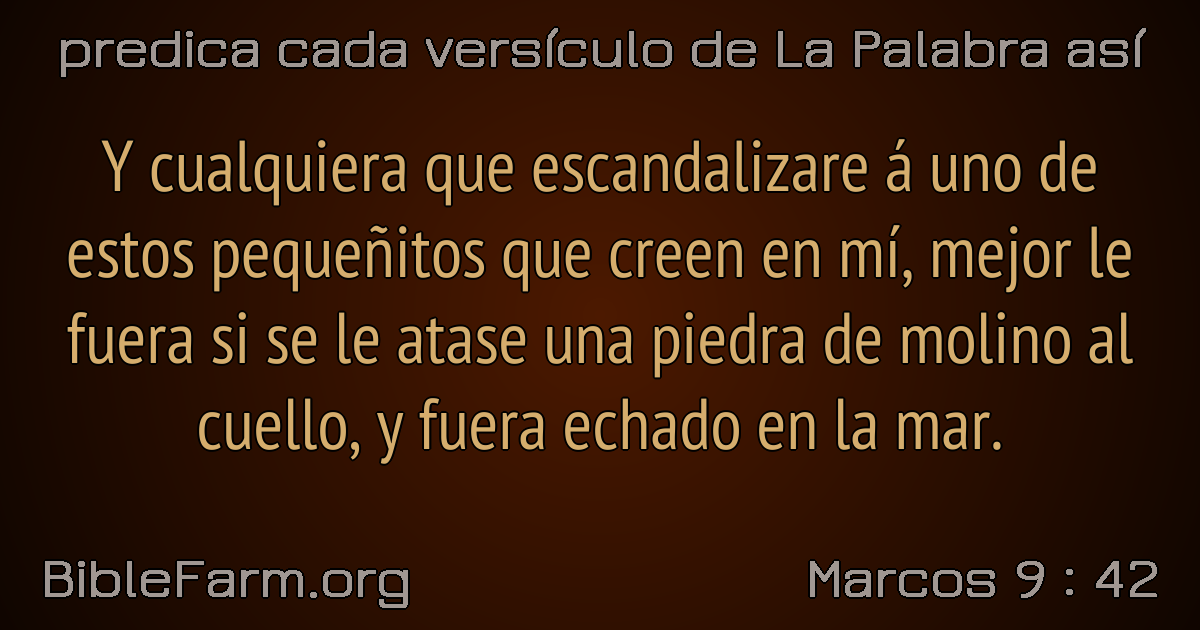 predica cada versículo de La Palabra así
Y cualquiera que escandalizare á uno de
estos pequeñitos que creen en mí, mejor le
fuera si se le atase una piedra de molino al
cuello, y fuera echado en la mar.
BibleFarm.org
Marcos 9 : 42